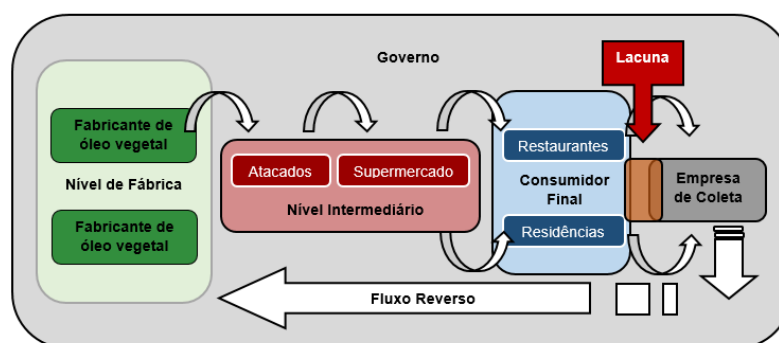 Governo
Lacuna
Fabricante de
óleo vegetal
Nível de Fábrica
Fabricante de
óleo vegetal
Atacados
Supermercado
Nível Intermediário
Restaurantes
Consumidor
Final
Residências
Empresa
de Coleta
Fluxo Reverso